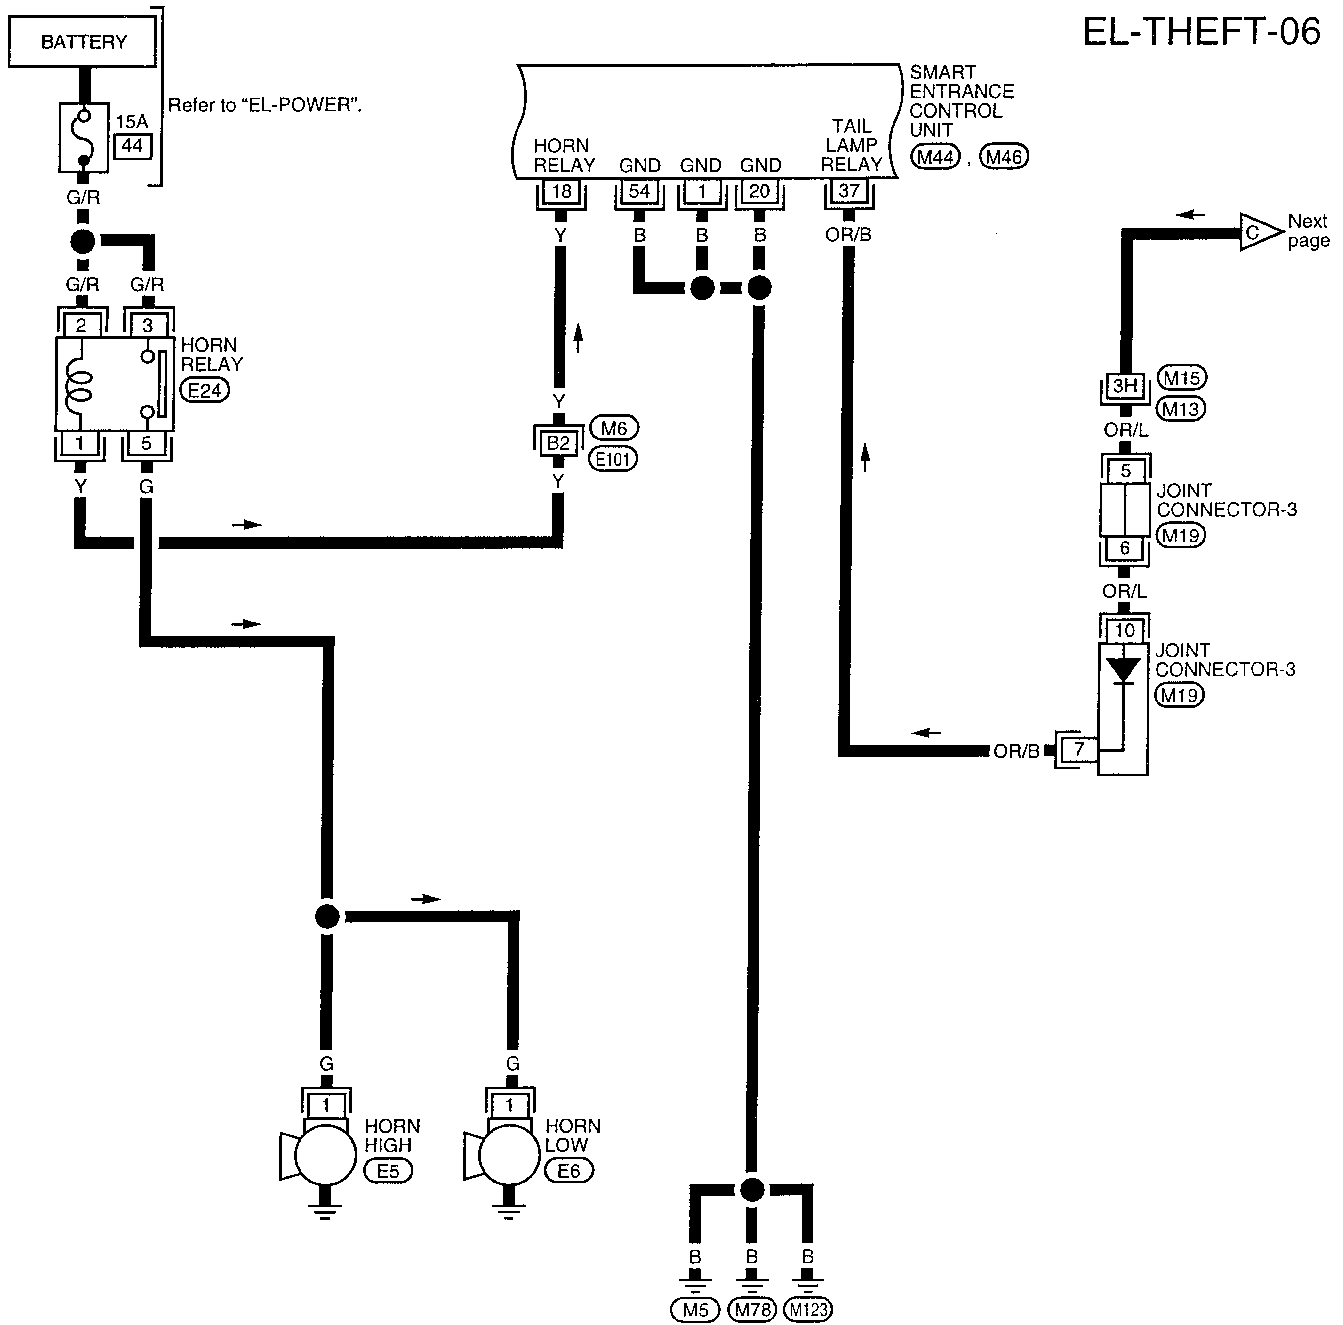 EL-THEFT-06
BATTERY
Refer to “EL-POWER”.
15A
44
G/R
G/R
G/R
2
3
HORN
RELAY
E24
1
5
Y
G
SMART
ENTRANCE
CONTROL
UNIT
M44 , M46
HORN
RELAY
GND
GND
GND
TAIL
LAMP
RELAY
18
54
1
20
37
Y
B
B
B
OR/B
Y
B2
M6
E101
Y
C
Next
page
3H
M15
M13
OR/L
5
JOINT
CONNECTOR-3
M19
6
OR/L
10
JOINT
CONNECTOR-3
M19
OR/B
7
G
G
1
HORN
HIGH
E5
1
HORN
LOW
E6
B
B
B
M5
M78
M123